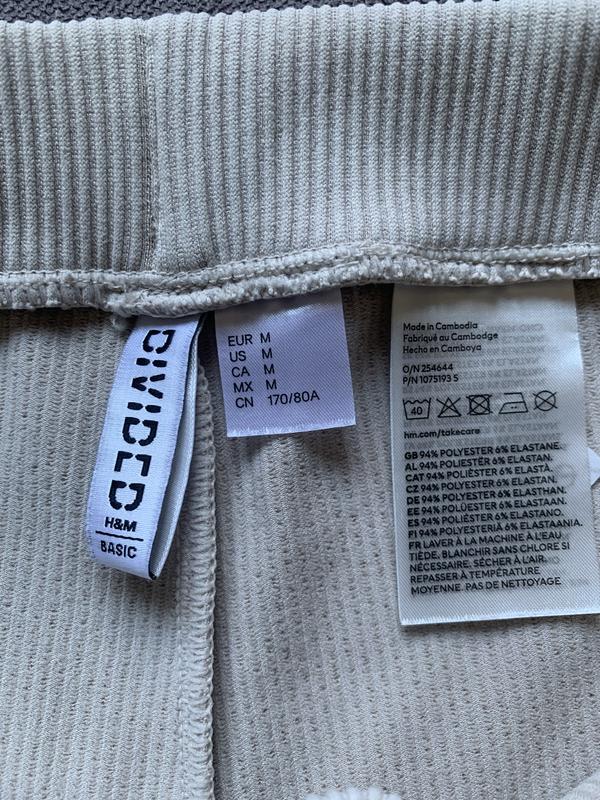 DIVIDED
H&M
BASIC
EUR M
US M
CA M
MX M
CN 170/80A
Made in Cambodia
Fabriqué au Cambodge
Hecho en Camboya
O/N 254644
P/N 1075193 S
40
hm.com/takecare
GB 94% POLYESTER 6% ELASTANE.
AL 94% POLIESTËR 6% ELASTAN.
CAT 94% POLIÈSTER 6% ELASTÀ.
CZ 94% POLYESTER 6% ELASTAN.
DE 94% POLYESTER 6% ELASTHAN.
EE 94% POLÜESTER 6% ELASTAAN.
ES 94% POLIÉSTER 6% ELASTANO.
FI 94% POLYESTERIÄ 6% ELASTAANIA.
FR LAVER À LA MACHINE À L'EAU
TIÈDE. BLANCHIR SANS CHLORE SI
NÉCESSAIRE. SÉCHER À L'AIR.
REPASSER À TEMPÉRATURE
MOYENNE. PAS DE NETTOYAGE